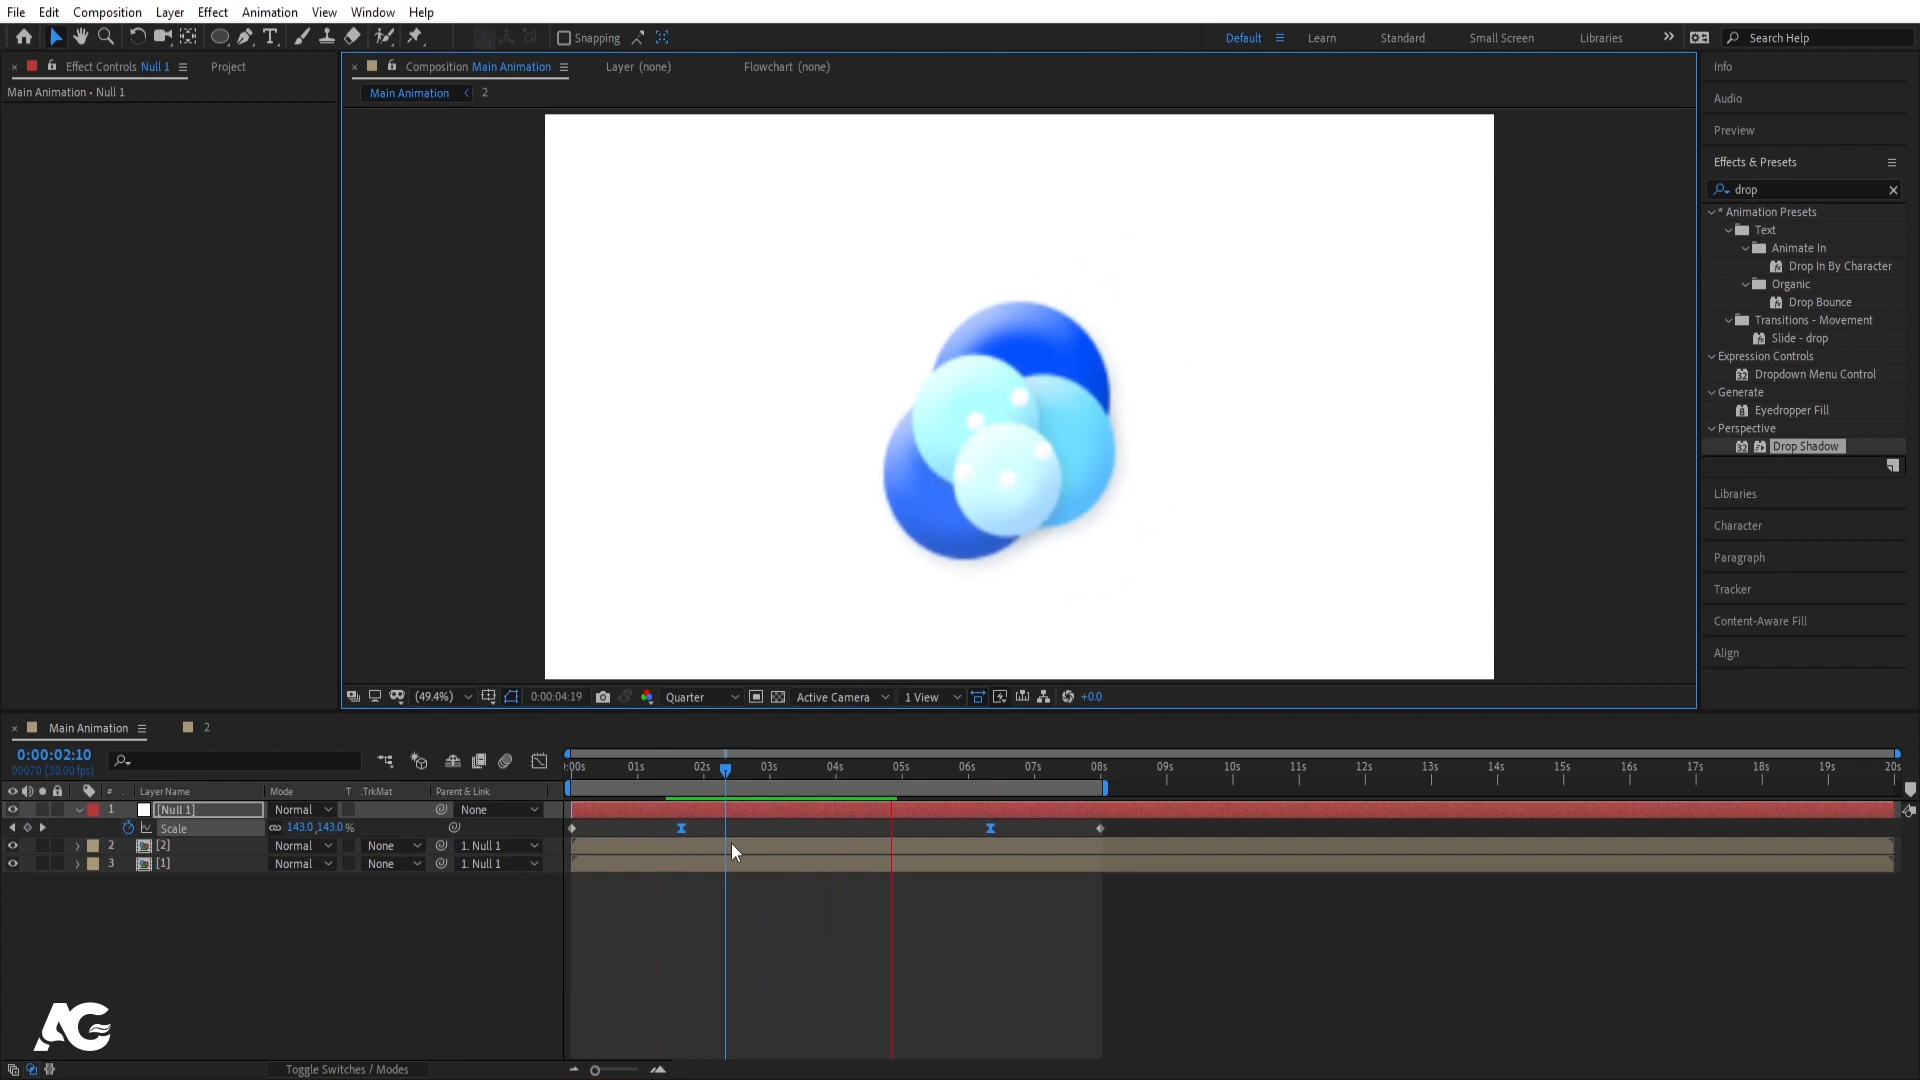 File Edit Composition Layer Effect Animation View Window Help
Snapping Default Learn Standard Small Screen Libraries Search Help
Effect Controls Null 1 Project
Main Animation • Null 1
Composition Main Animation Layer (none) Flowchart (none)
Main Animation 2
Info
Audio
Preview
Effects & Presets
drop
* Animation Presets
Text
Animate In
Drop In By Character
Organic
Drop Bounce
Transitions - Movement
Slide - drop
Expression Controls
Dropdown Menu Control
Generate
Eyedropper Fill
Perspective
Drop Shadow
Libraries
Character
Paragraph
Tracker
Content-Aware Fill
Align
(49.4%) 0:00:04:19 Quarter Active Camera 1 View +0.0
Main Animation 2
0:00:02:10
00070 (30.00 fps)
:00s 01s 02s 03s 04s 05s 06s 07s 08s 09s 10s 11s 12s 13s 14s 15s 16s 17s 18s 19s 20s
# Layer Name Mode T .TrkMat Parent & Link
1 [Null 1] Normal None
Scale 143.0,143.0%
2 [2] Normal None 1. Null 1
3 [1] Normal None 1. Null 1
AG
Toggle Switches / Modes